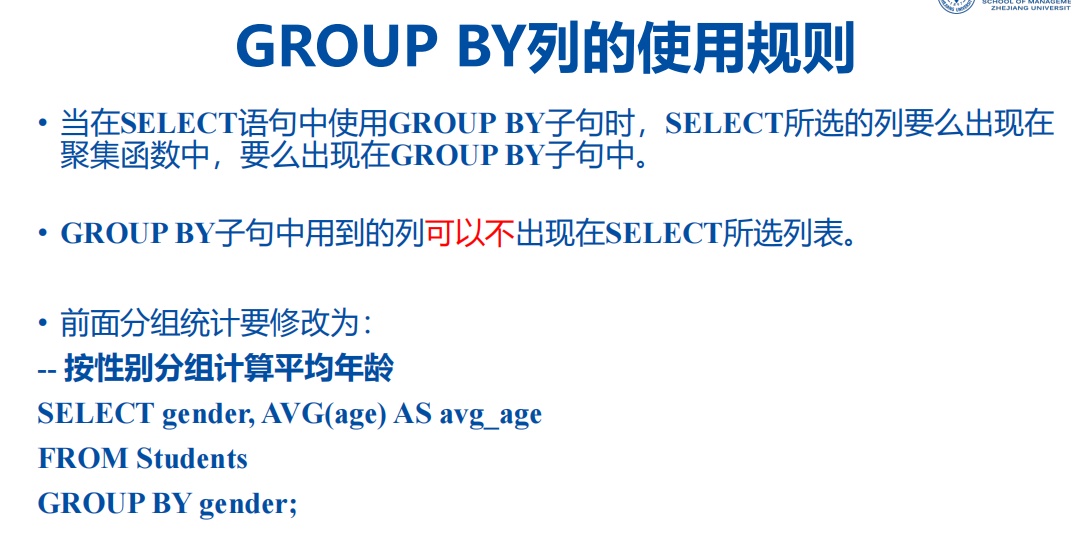 SCHOOL OF MANAGEME
ZHEJIANG UNIVERSIT
GROUP BY列的使用规则
• 当在SELECT语句中使用GROUP BY子句时，SELECT所选的列要么出现在
聚集函数中，要么出现在GROUP BY子句中。
• GROUP BY子句中用到的列可以不出现在SELECT所选列表。
• 前面分组统计要修改为：
-- 按性别分组计算平均年龄
SELECT gender, AVG(age) AS avg_age
FROM Students
GROUP BY gender;